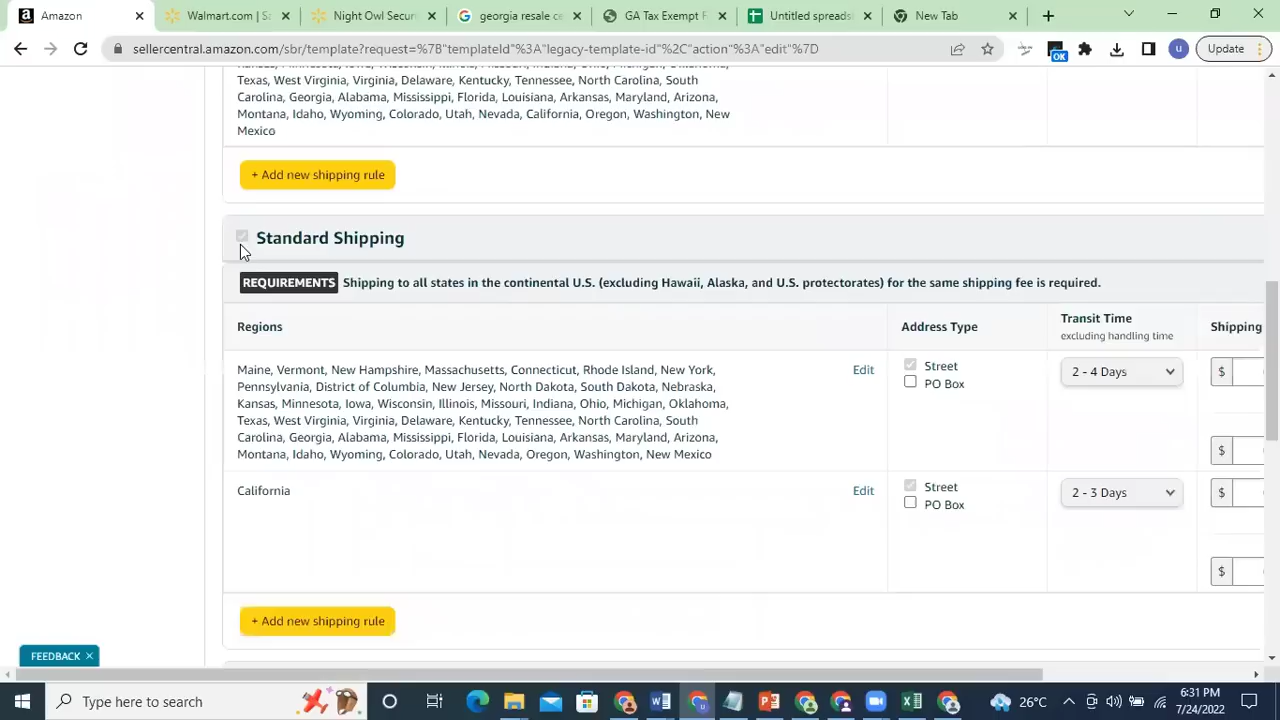 Amazon
Walmart.com | Sc
Night Owl Secur
georgia resale ce
GA Tax Exempt F
Untitled spreads
New Tab
sellercentral.amazon.com/sbr/template?request=%7B"templateId"%3A"legacy-template-id"%2C"action"%3A"edit"%7D
OK
u
Update
Texas, West Virginia, Virginia, Delaware, Kentucky, Tennessee, North Carolina, South
Carolina, Georgia, Alabama, Mississippi, Florida, Louisiana, Arkansas, Maryland, Arizona,
Montana, Idaho, Wyoming, Colorado, Utah, Nevada, California, Oregon, Washington, New
Mexico
+ Add new shipping rule
Standard Shipping
REQUIREMENTS Shipping to all states in the continental U.S. (excluding Hawaii, Alaska, and U.S. protectorates) for the same shipping fee is required.
Regions
Address Type
Transit Time
excluding handling time
Shipping
Maine, Vermont, New Hampshire, Massachusetts, Connecticut, Rhode Island, New York,
Pennsylvania, District of Columbia, New Jersey, North Dakota, South Dakota, Nebraska,
Kansas, Minnesota, Iowa, Wisconsin, Illinois, Missouri, Indiana, Ohio, Michigan, Oklahoma,
Texas, West Virginia, Virginia, Delaware, Kentucky, Tennessee, North Carolina, South
Carolina, Georgia, Alabama, Mississippi, Florida, Louisiana, Arkansas, Maryland, Arizona,
Montana, Idaho, Wyoming, Colorado, Utah, Nevada, Oregon, Washington, New Mexico
Edit
Street
PO Box
2 - 4 Days
$
$
California
Edit
Street
PO Box
2 - 3 Days
$
$
+ Add new shipping rule
FEEDBACK
Type here to search
26°C
6:31 PM
7/24/2022